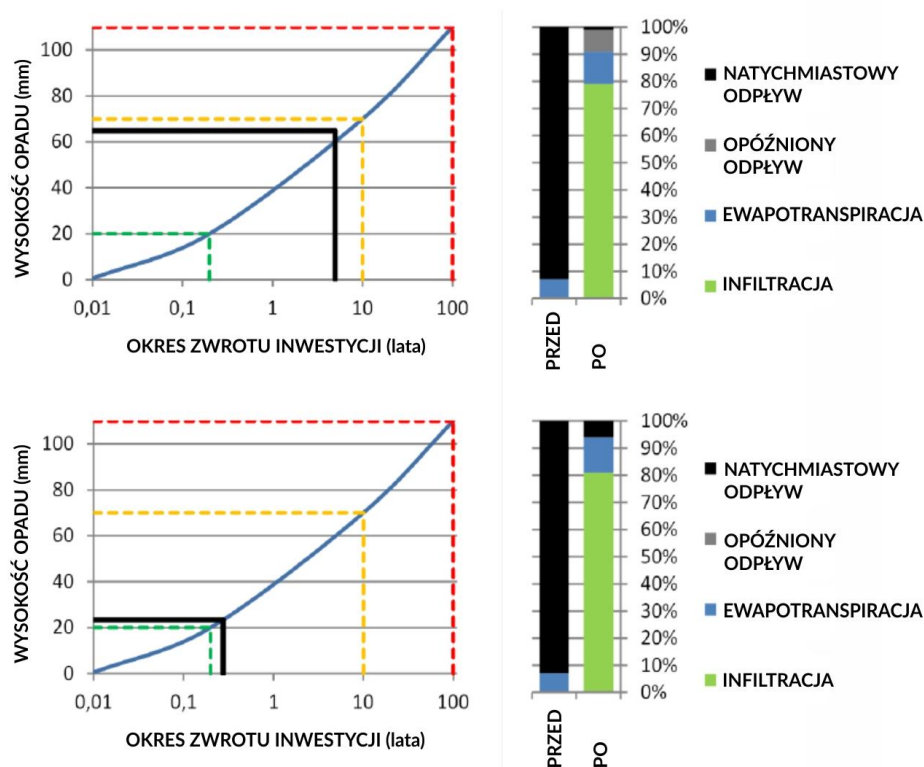 WYSOKOŚĆ OPADU (mm)
100
80
60
40
20
0
0,01
0,1
1
10
100
OKRES ZWROTU INWESTYCJI (lata)
100%
90%
80%
70%
60%
50%
40%
30%
20%
10%
0%
PRZED
PO
NATYCHMIASTOWY
ODPŁYW
OPÓŹNIONY
ODPŁYW
EWAPOTRANSPIRACJA
INFILTRACJA
WYSOKOŚĆ OPADU (mm)
100
80
60
40
20
0
0,01
0,1
1
10
100
OKRES ZWROTU INWESTYCJI (lata)
100%
90%
80%
70%
60%
50%
40%
30%
20%
10%
0%
PRZED
PO
NATYCHMIASTOWY
ODPŁYW
OPÓŹNIONY
ODPŁYW
EWAPOTRANSPIRACJA
INFILTRACJA